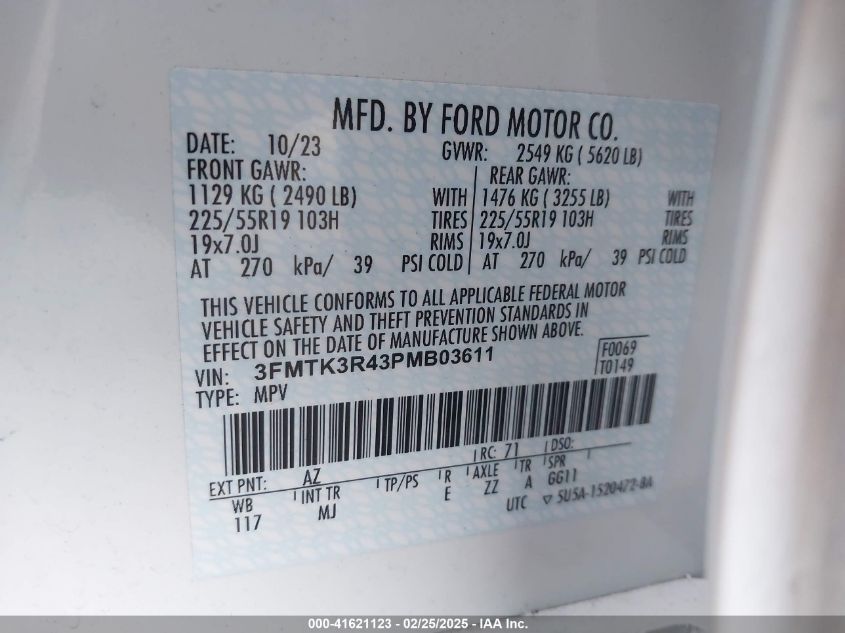 MFD. BY FORD MOTOR CO.
DATE: 10/23 GVWR: 2549 KG ( 5620 LB)
FRONT GAWR: REAR GAWR:
1129 KG ( 2490 LB) WITH 1476 KG ( 3255 LB) WITH
225/55R19 103H TIRES 225/55R19 103H TIRES
19x7.0J RIMS 19x7.0J RIMS
AT 270 kPa/ 39 PSI COLD AT 270 kPa/ 39 PSI COLD
THIS VEHICLE CONFORMS TO ALL APPLICABLE FEDERAL MOTOR
VEHICLE SAFETY AND THEFT PREVENTION STANDARDS IN
EFFECT ON THE DATE OF MANUFACTURE SHOWN ABOVE.
VIN: 3FMTK3R43PMB03611 F0069
TYPE: MPV T0149
EXT PNT: AZ RC: 71 DSO:
WB INT TR TP/PS R AXLE TR SPR
117 MJ E ZZ A GG11
UTC ▽ 5U5A-1520472-BA
000-41621123 - 02/25/2025 - IAA Inc.